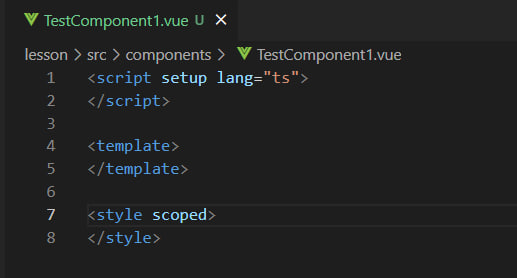 TestComponent1.vue U ×
lesson > src > components > TestComponent1.vue
1 <script setup lang="ts">
2 </script>
3
4 <template>
5 </template>
6
7 <style scoped>
8 </style>